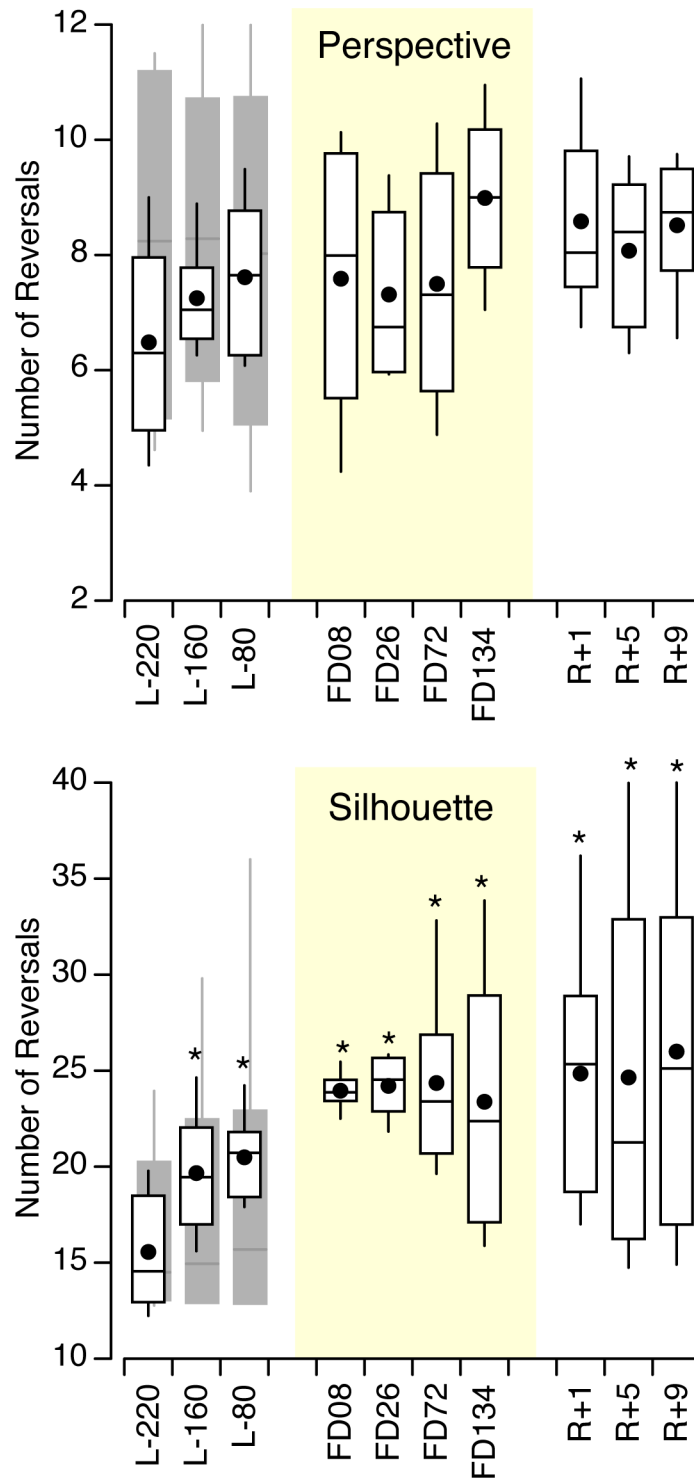 Perspective
Number of Reversals
12
10
8
6
4
2
L-220
L-160
L-80
FD08
FD26
FD72
FD134
R+1
R+5
R+9
Silhouette
Number of Reversals
40
35
30
25
20
15
10
*
*
*
*
*
*
*
*
*
L-220
L-160
L-80
FD08
FD26
FD72
FD134
R+1
R+5
R+9